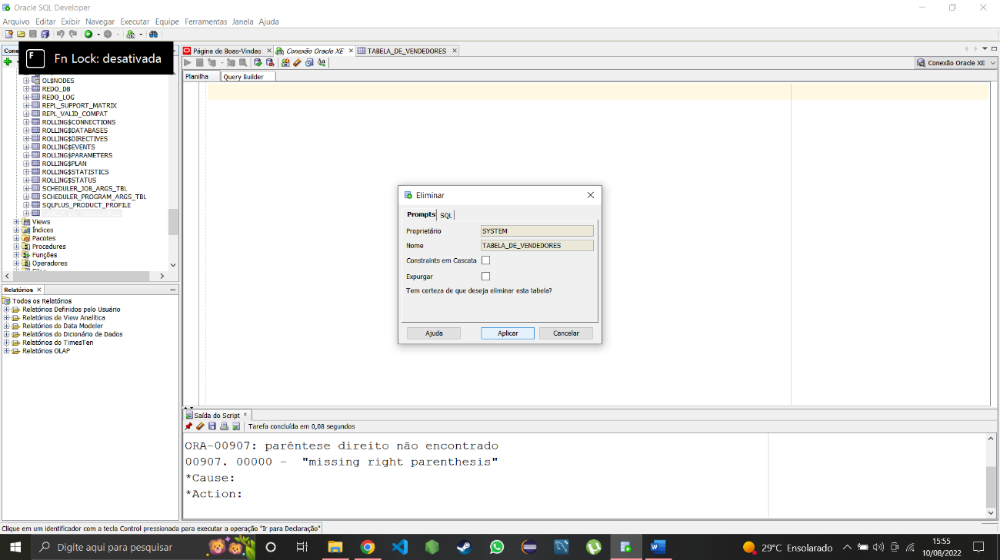 Oracle SQL Developer
Arquivo Editar Exibir Navegar Executar Equipe Ferramentas Janela Ajuda
Fn Lock: desativada
F
Página de Boas-Vindas
Conexão Oracle XE
TABELA_DE_VENDEDORES
Conexão Oracle XE
Planilha
Query Builder
OL$NODES
REDO_DB
REDO_LOG
REPL_SUPPORT_MATRIX
REPL_VALID_COMPAT
ROLLING$CONNECTIONS
ROLLING$DATABASES
ROLLING$DIRECTIVES
ROLLING$EVENTS
ROLLING$PARAMETERS
ROLLING$PLAN
ROLLING$STATISTICS
ROLLING$STATUS
SCHEDULER_JOB_ARGS_TBL
SCHEDULER_PROGRAM_ARGS_TBL
SQLPLUS_PRODUCT_PROFILE
Views
Índices
Pacotes
Procedures
Funções
Operadores
Relatórios
Todos os Relatórios
Relatórios Definidos pelo Usuário
Relatórios de View Analítica
Relatórios do Data Modeler
Relatórios do Dicionário de Dados
Relatórios do TimesTen
Relatórios OLAP
Eliminar
Prompts SQL
Proprietário SYSTEM
Nome TABELA_DE_VENDEDORES
Constraints em Cascata
Expurgar
Tem certeza de que deseja eliminar esta tabela?
Ajuda Aplicar Cancelar
Saída do Script
Tarefa concluída em 0,08 segundos
ORA-00907: parêntese direito não encontrado
00907. 00000 - "missing right parenthesis"
*Cause:
*Action:
Clique em um identificador com a tecla Control pressionada para executar a operação "Ir para Declaração"
Digite aqui para pesquisar
29°C Ensolarado
15:55
10/08/2022